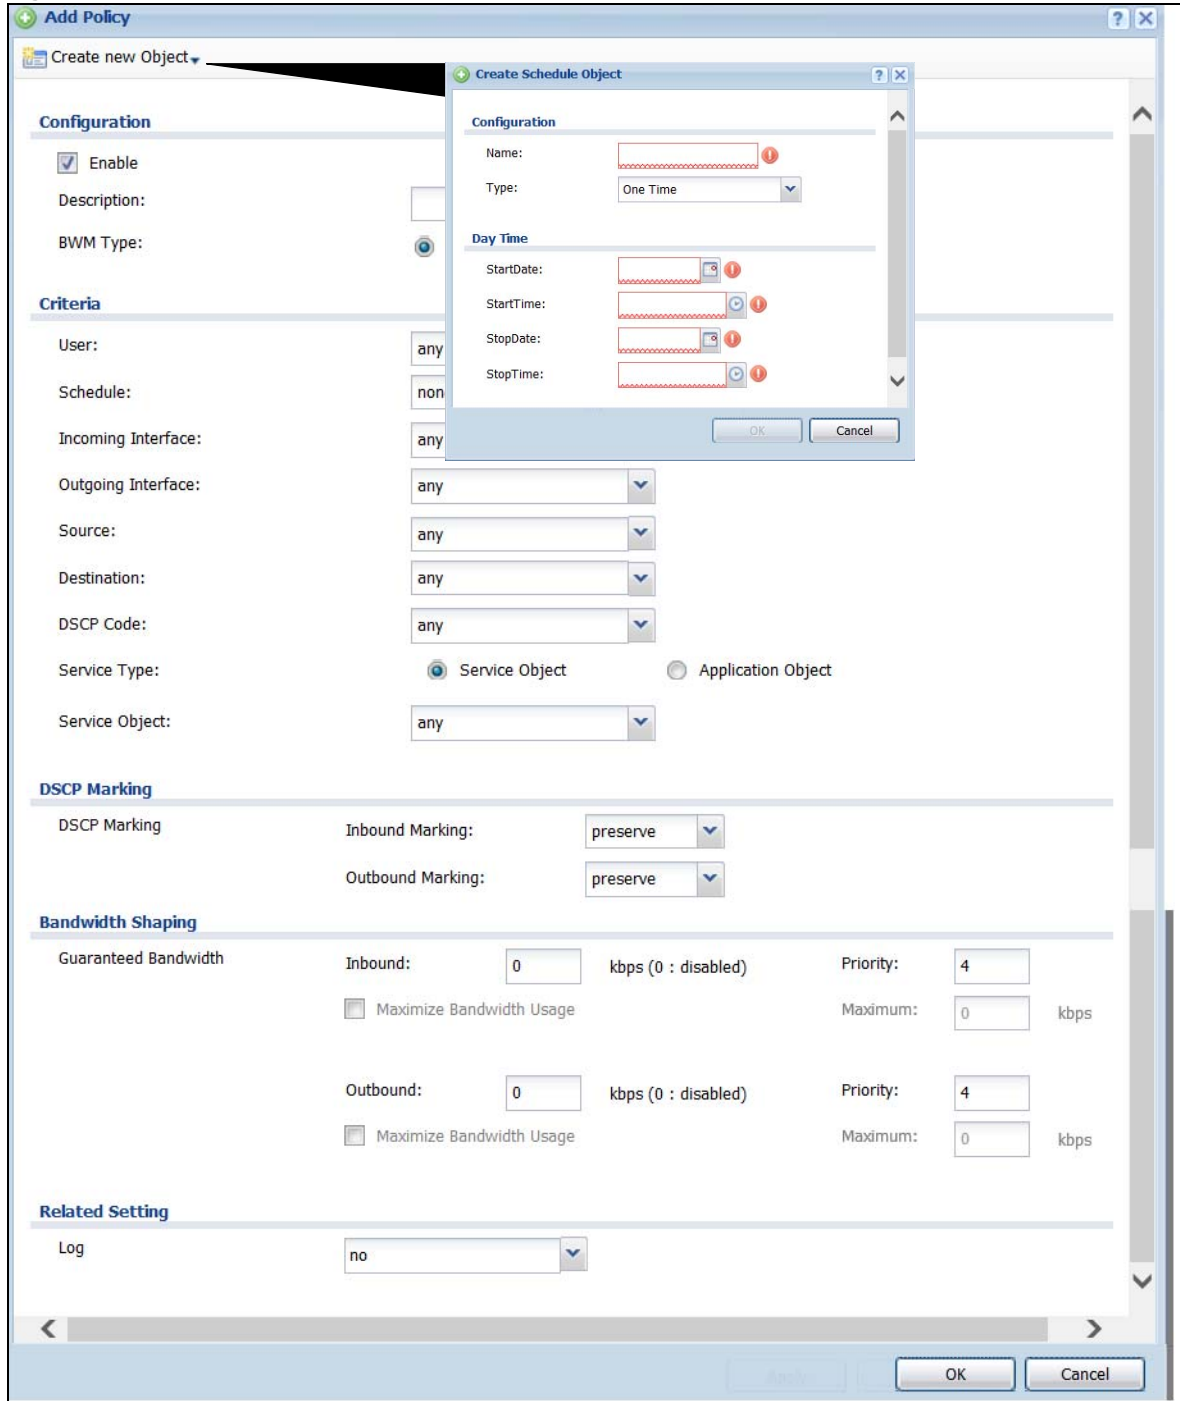 Add Policy
Create new Object
Create Schedule Object
Configuration
Name:
Type: One Time
Day Time
StartDate:
StartTime:
StopDate:
StopTime:
OK Cancel
Configuration
Enable
Description:
BWM Type:
Criteria
User: any
Schedule: non
Incoming Interface: any
Outgoing Interface: any
Source: any
Destination: any
DSCP Code: any
Service Type: Service Object Application Object
Service Object: any
DSCP Marking
DSCP Marking Inbound Marking: preserve
Outbound Marking: preserve
Bandwidth Shaping
Guaranteed Bandwidth Inbound: 0 kbps (0 : disabled) Priority: 4
Maximize Bandwidth Usage Maximum: 0 kbps
Outbound: 0 kbps (0 : disabled) Priority: 4
Maximize Bandwidth Usage Maximum: 0 kbps
Related Setting
Log no
OK Cancel